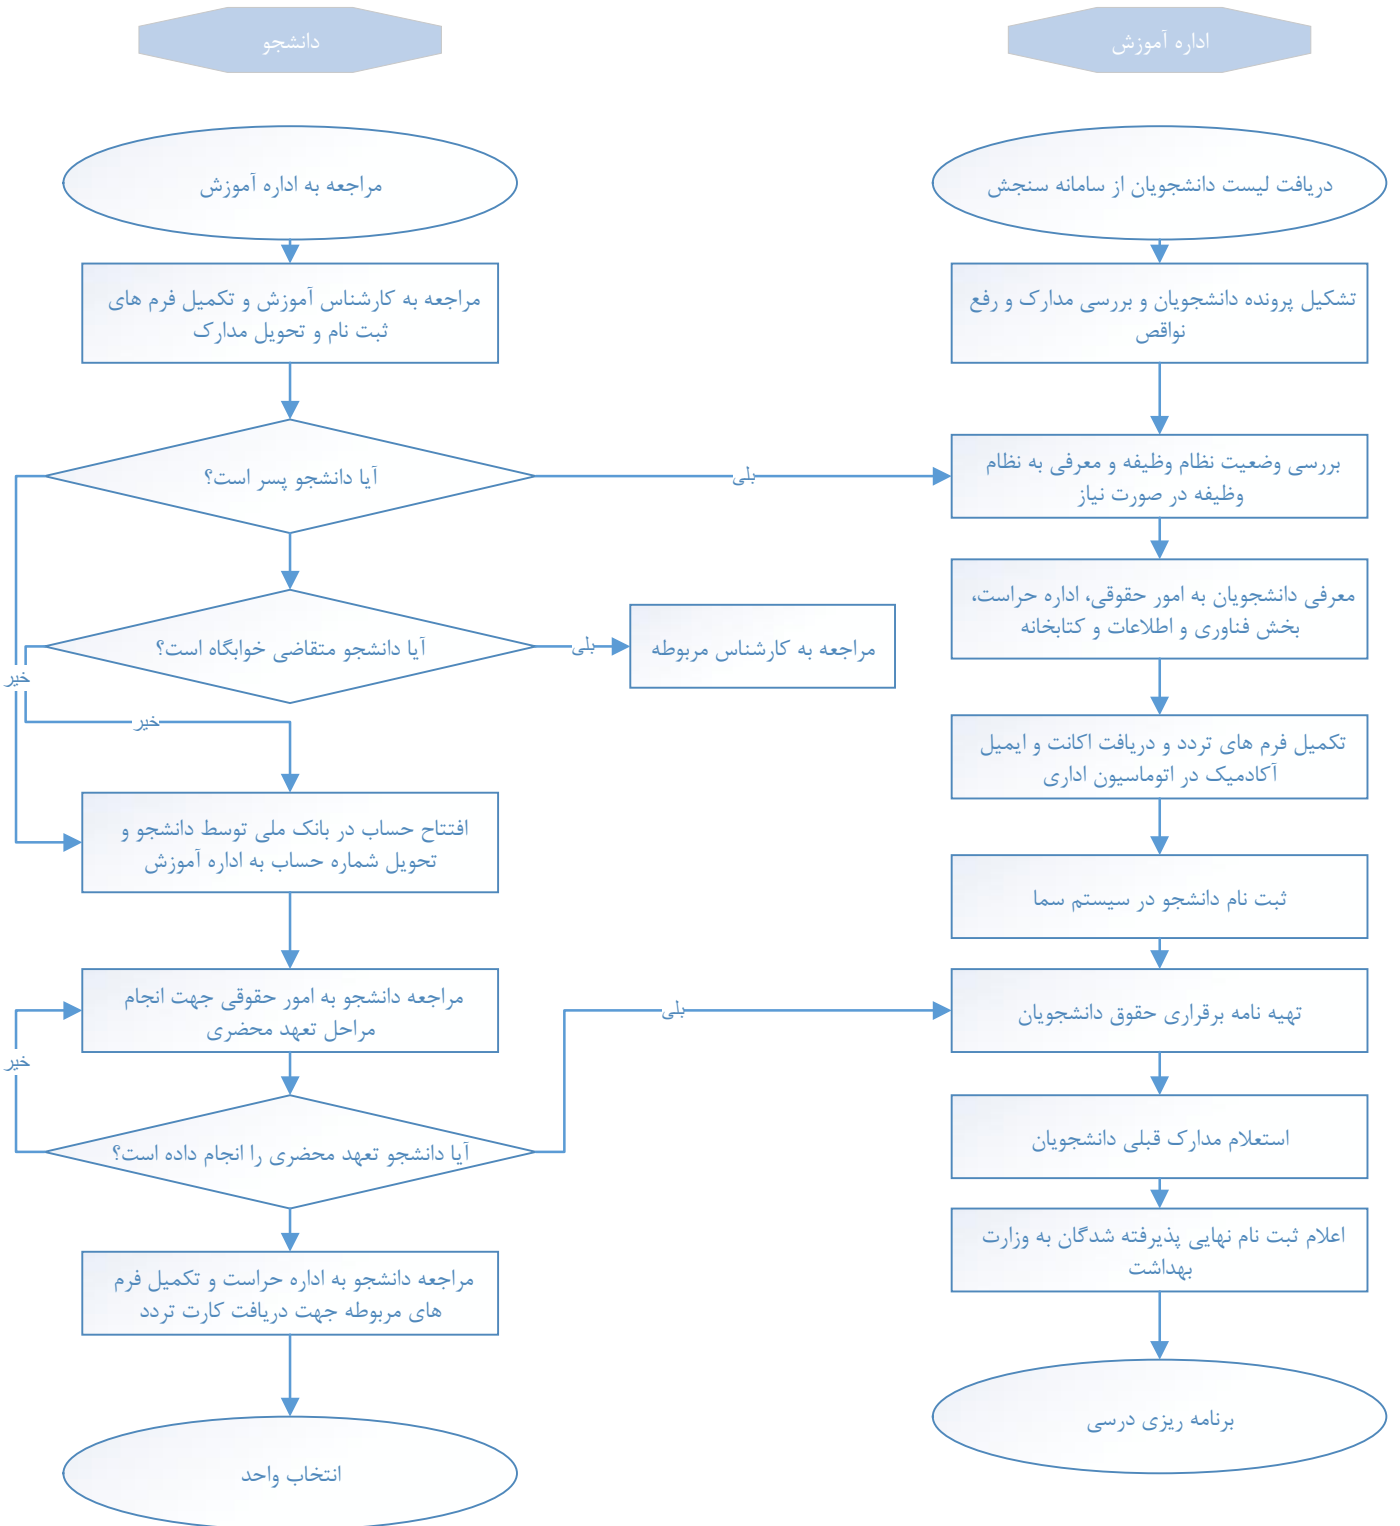 اداره آموزش
دریافت لیست دانشجویان از سامانه سنجش
تشکیل پرونده دانشجویان و بررسی مدارک و رفع
نواقص
بررسی وضعیت نظام وظیفه و معرفی به نظام
وظیفه در صورت نیاز
معرفی دانشجویان به امور حقوقی، اداره حراست،
بخش فناوری و اطلاعات و کتابخانه
تکمیل فرم های تردد و دریافت اکانت و ایمیل
آکادمیک در اتوماسیون اداری
ثبت نام دانشجو در سیستم سما
تهیه نامه برقراری حقوق دانشجویان
استعلام مدارک قبلی دانشجویان
اعلام ثبت نام نهایی پذیرفته شدگان به وزارت
بهداشت
برنامه ریزی درسی
دانشجو
مراجعه به اداره آموزش
مراجعه به کارشناس آموزش و تکمیل فرم های
ثبت نام و تحویل مدارک
آیا دانشجو پسر است؟
بلی
خیر
آیا دانشجو متقاضی خوابگاه است؟
بلی
مراجعه به کارشناس مربوطه
خیر
افتتاح حساب در بانک ملی توسط دانشجو و
تحویل شماره حساب به اداره آموزش
مراجعه دانشجو به امور حقوقی جهت انجام
مراحل تعهد محضری
بلی
خیر
آیا دانشجو تعهد محضری را انجام داده است؟
مراجعه دانشجو به اداره حراست و تکمیل فرم
های مربوطه جهت دریافت کارت تردد
انتخاب واحد